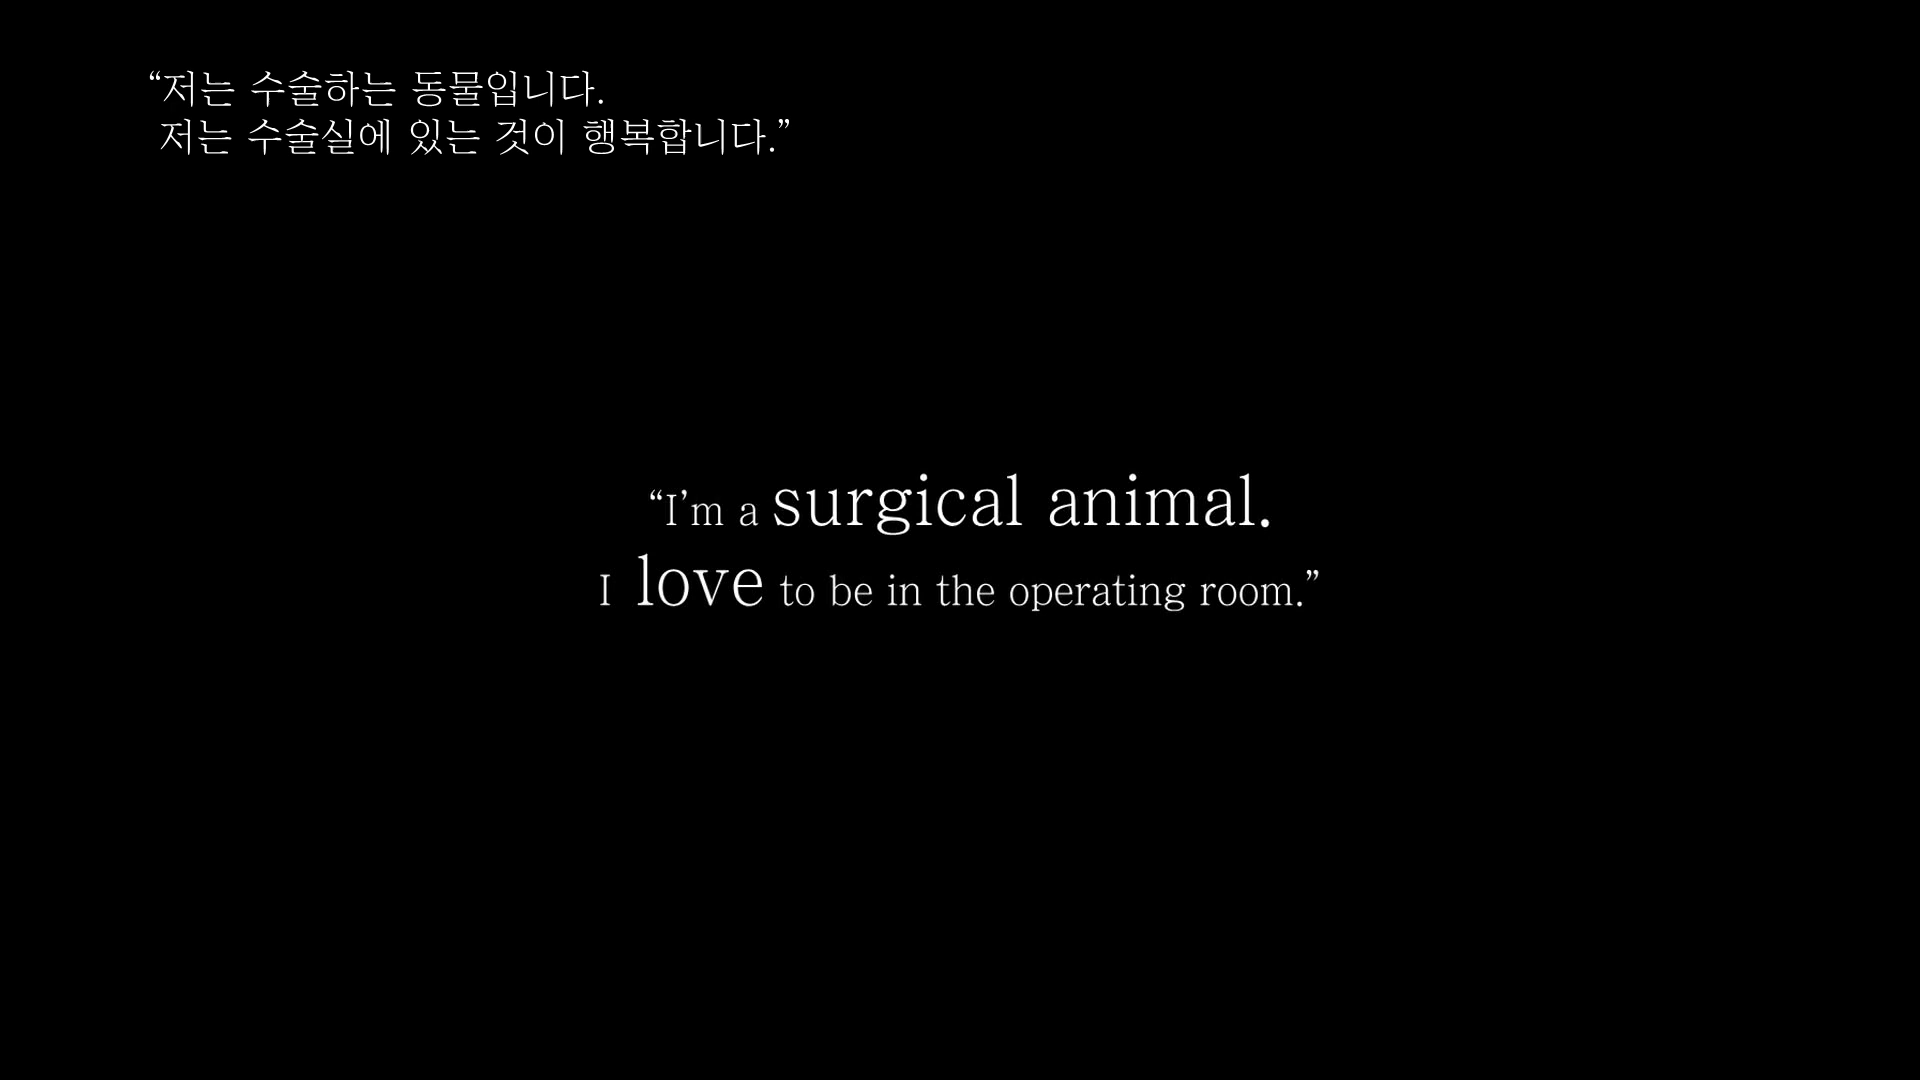 “저는 수술하는 동물입니다.
저는 수술실에 있는 것이 행복합니다.”
“I’m a surgical animal.
I love to be in the operating room.”